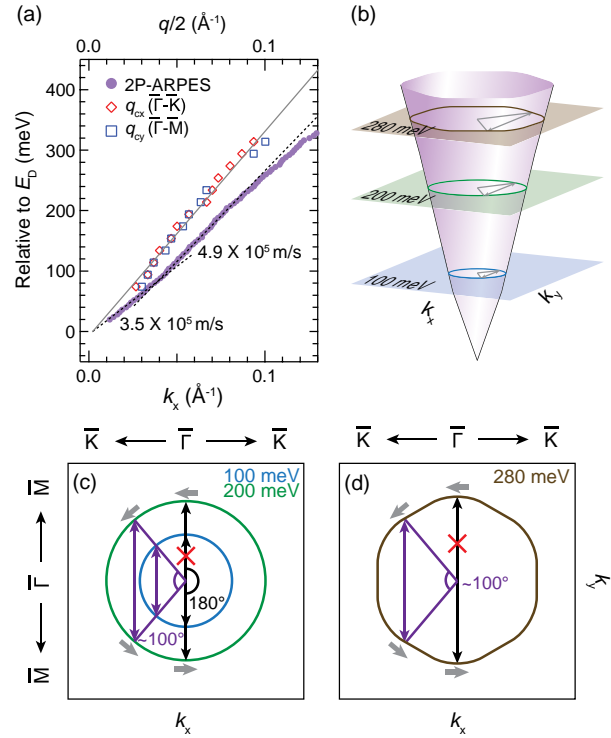 (a)
q/2 (Å⁻¹)
0 0.1
400
300
200
100
0
Relative to E_D (meV)
2P-ARPES
q_cx (Γ̅-K̅)
q_cy (Γ̅-M̅)
4.9 X 10⁵ m/s
3.5 X 10⁵ m/s
0.0 0.1
k_x (Å⁻¹)
(b)
280 meV
200 meV
100 meV
k_x
k_y
K̅ Γ̅ K̅
M̅
Γ̅
M̅
(c)
100 meV
200 meV
180°
~100°
k_x
K̅ Γ̅ K̅
(d)
280 meV
~100°
k_y
k_x